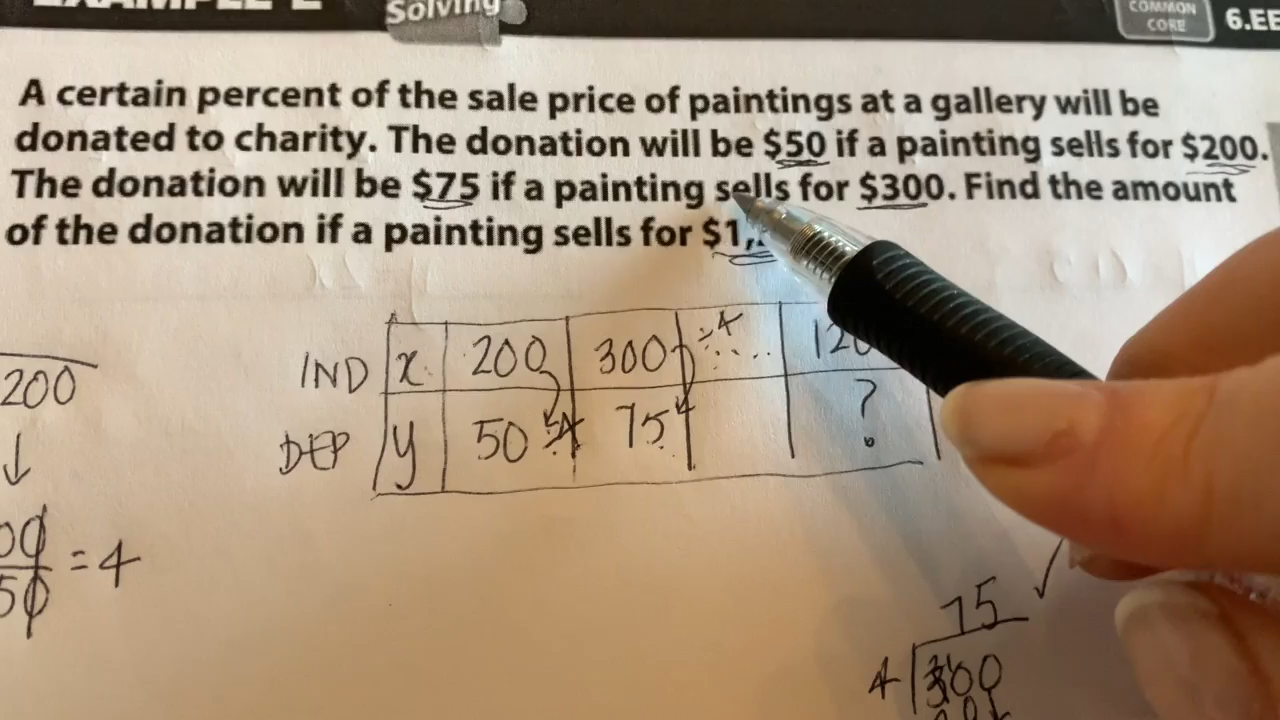 Solving
COMMON
CORE
6.EE
A certain percent of the sale price of paintings at a gallery will be
donated to charity. The donation will be $50 if a painting sells for $200.
The donation will be $75 if a painting sells for $300. Find the amount
of the donation if a painting sells for $1,
IND x 200 300 ÷4 .... 120
DEP y 50 75 ?
200
↓
00
50 = 4
75 ✓
4 300